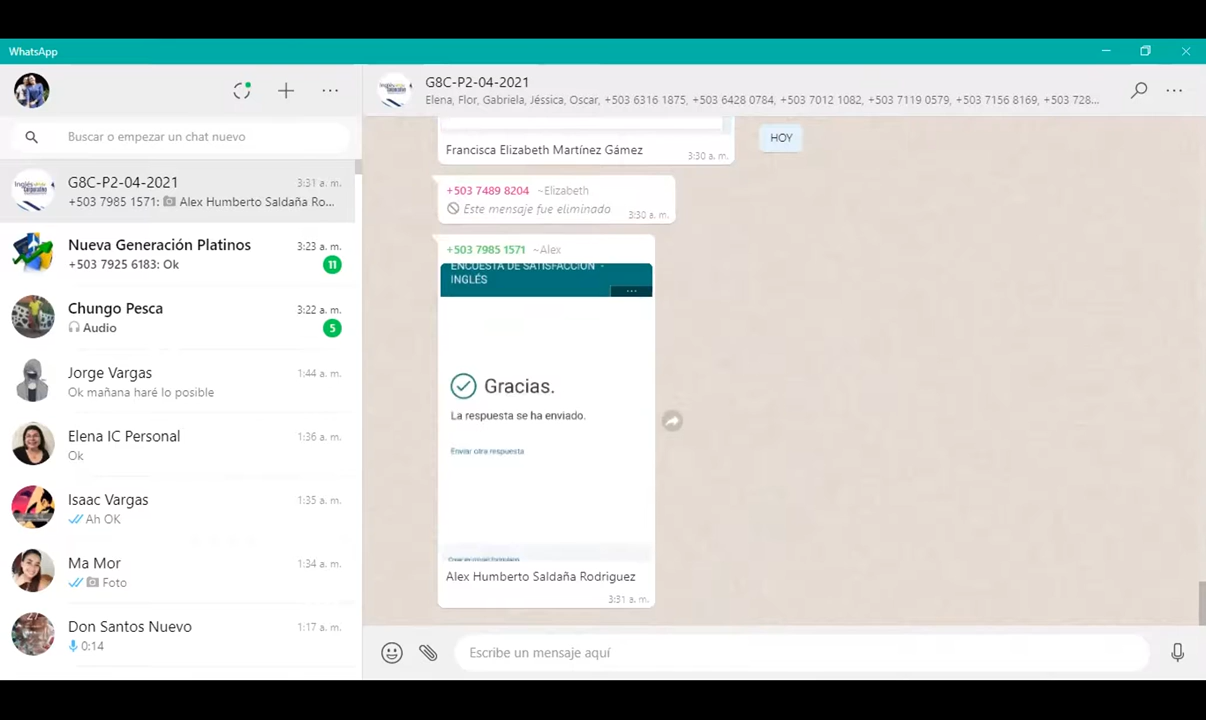 WhatsApp
Buscar o empezar un chat nuevo
G8C-P2-04-2021
3:31 a. m.
+503 7985 1571: Alex Humberto Saldaña Ro...
Nueva Generación Platinos
3:23 a. m.
+503 7925 6183: Ok
11
Chungo Pesca
3:22 a. m.
Audio
5
Jorge Vargas
1:44 a. m.
Ok mañana haré lo posible
Elena IC Personal
1:36 a. m.
Ok
Isaac Vargas
1:35 a. m.
Ah OK
Ma Mor
1:34 a. m.
Foto
Don Santos Nuevo
1:17 a. m.
0:14
G8C-P2-04-2021
Elena, Flor, Gabriela, Jéssica, Oscar, +503 6316 1875, +503 6428 0784, +503 7012 1082, +503 7119 0579, +503 7156 8169, +503 728...
HOY
Francisca Elizabeth Martínez Gámez
3:30 a. m.
+503 7489 8204 ~Elizabeth
Este mensaje fue eliminado
3:30 a. m.
+503 7985 1571 ~Alex
ENCUESTA DE SATISFACCIÓN -
INGLÉS
...
Gracias.
La respuesta se ha enviado.
Enviar otra respuesta
Alex Humberto Saldaña Rodriguez
3:31 a. m.
Escribe un mensaje aquí